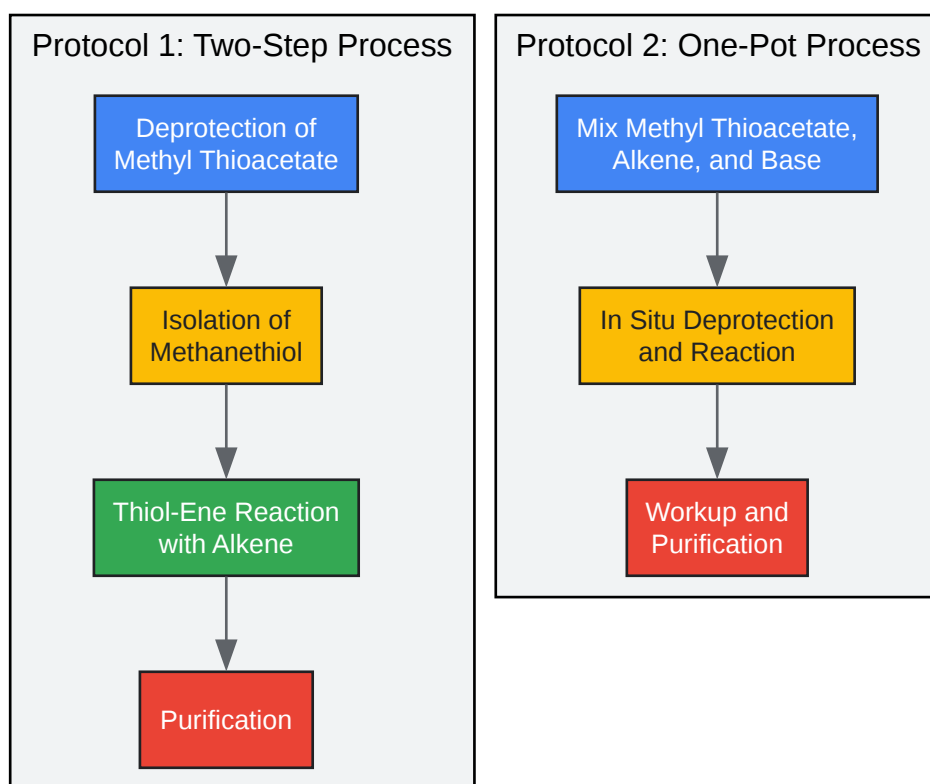 Protocol 1: Two-Step Process
Deprotection of
Methyl Thioacetate
Isolation of
Methanethiol
Thiol-Ene Reaction
with Alkene
Purification
Protocol 2: One-Pot Process
Mix Methyl Thioacetate,
Alkene, and Base
In Situ Deprotection
and Reaction
Workup and
Purification